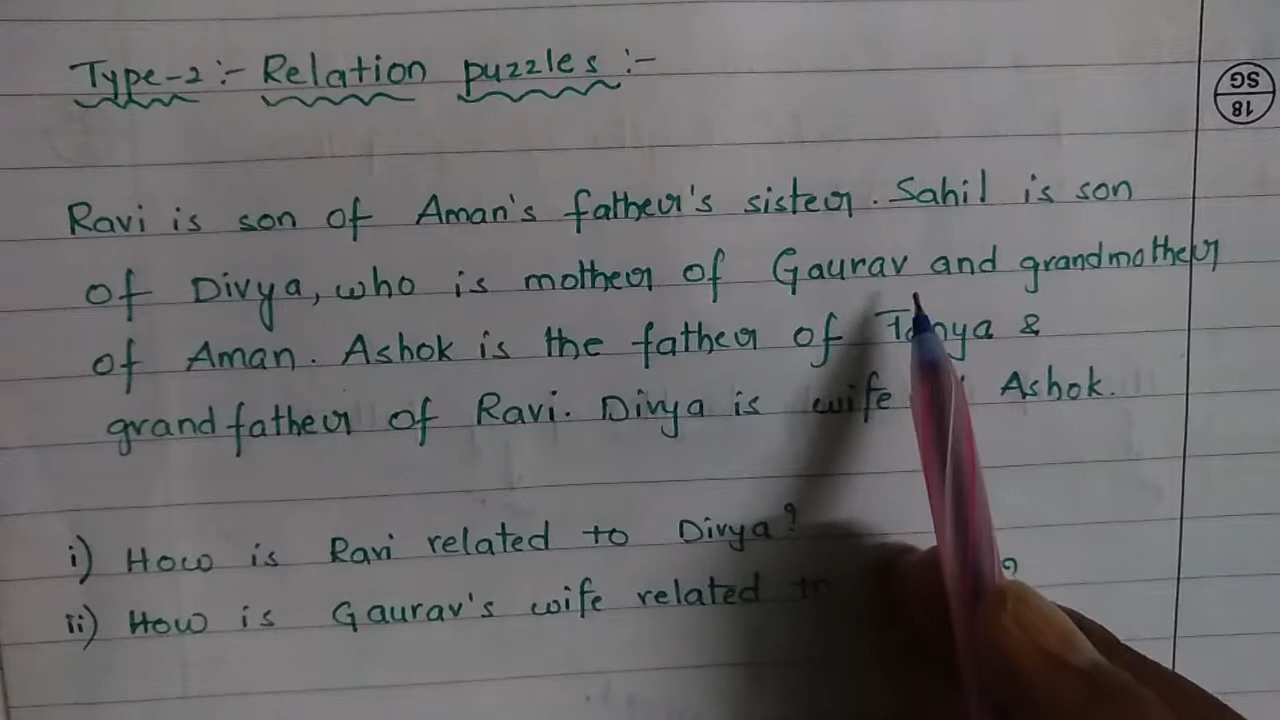 Type-2:- Relation puzzles:-
SG
18
Ravi is son of Aman's father's sister. Sahil is son
of Divya, who is mother of Gaurav and grandmother
of Aman. Ashok is the father of &
grandfather of Ravi. Divya is wife Ashok.
i) How is Ravi related to Divya?
ii) How is Gaurav's wife related ?